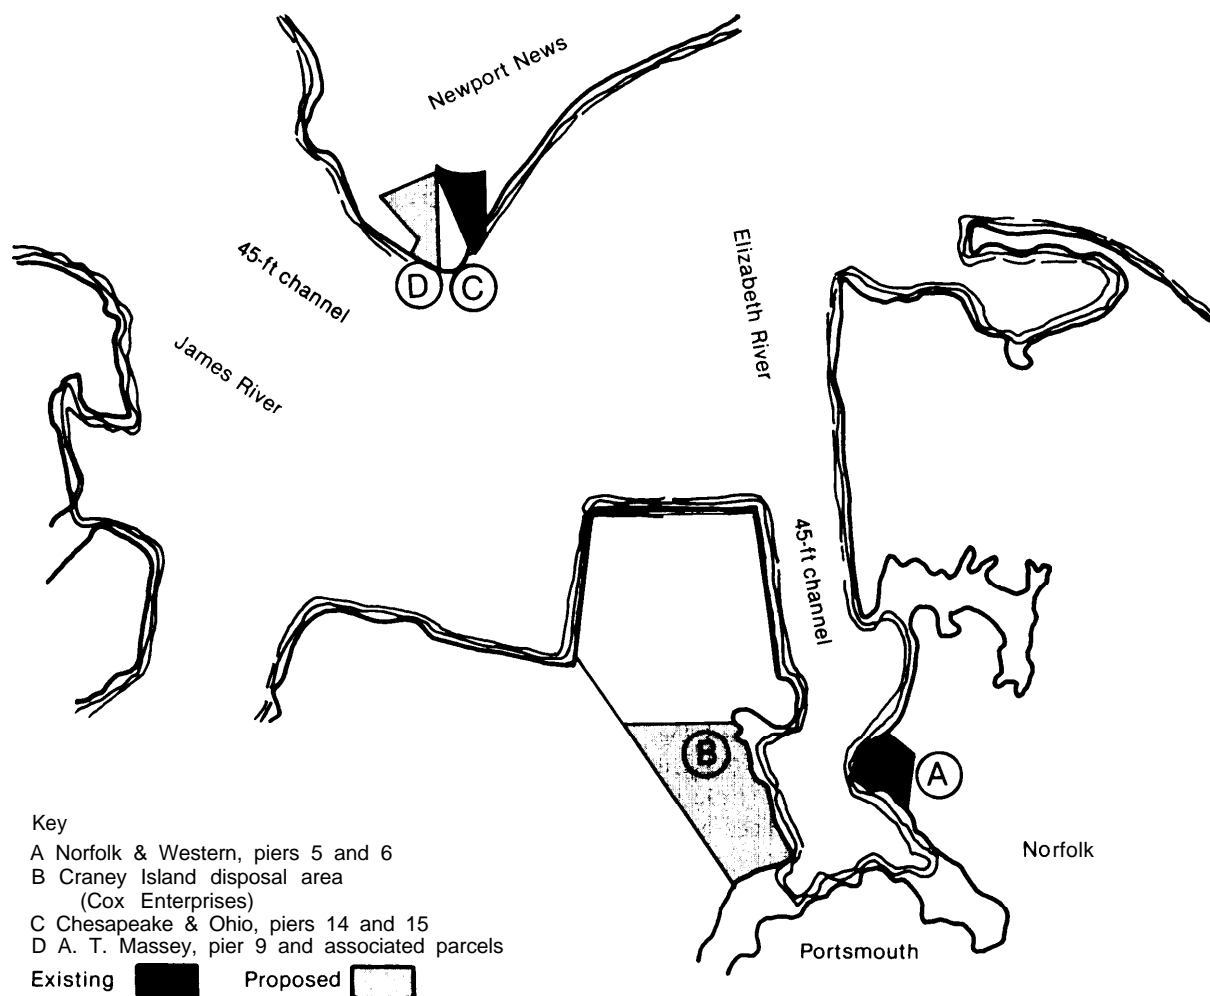 Newport News
45-ft channel
James River
D
C
Elizabeth River
45-ft channel
B
A
Norfolk
Portsmouth
Key
A Norfolk & Western, piers 5 and 6
B Craney Island disposal area
(Cox Enterprises)
C Chesapeake & Ohio, piers 14 and 15
D A. T. Massey, pier 9 and associated parcels
Existing
Proposed